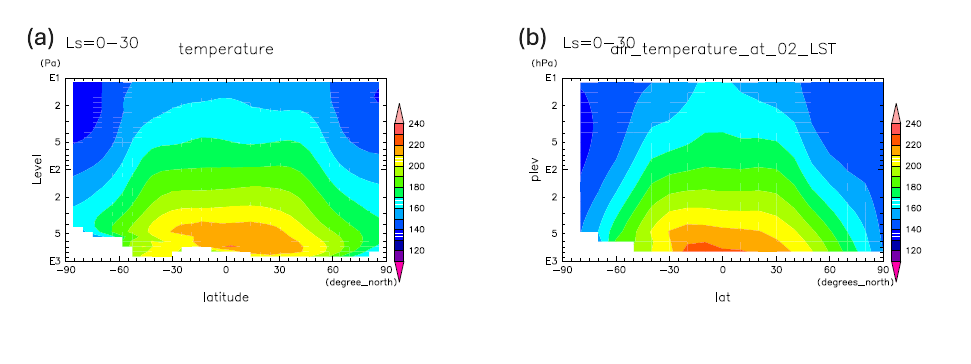 (a) Ls=0-30
temperature
(Pa)
E1
2
5
E2
2
5
E3
Level
-90 -60 -30 0 30 60 90
(degree_north)
latitude
240
220
200
180
160
140
120
(b) Ls=0-30
air_temperature_at_02_LST
(hPa)
E1
2
5
E2
2
5
E3
plev
-90 -60 -30 0 30 60 90
(degrees_north)
lat
240
220
200
180
160
140
120